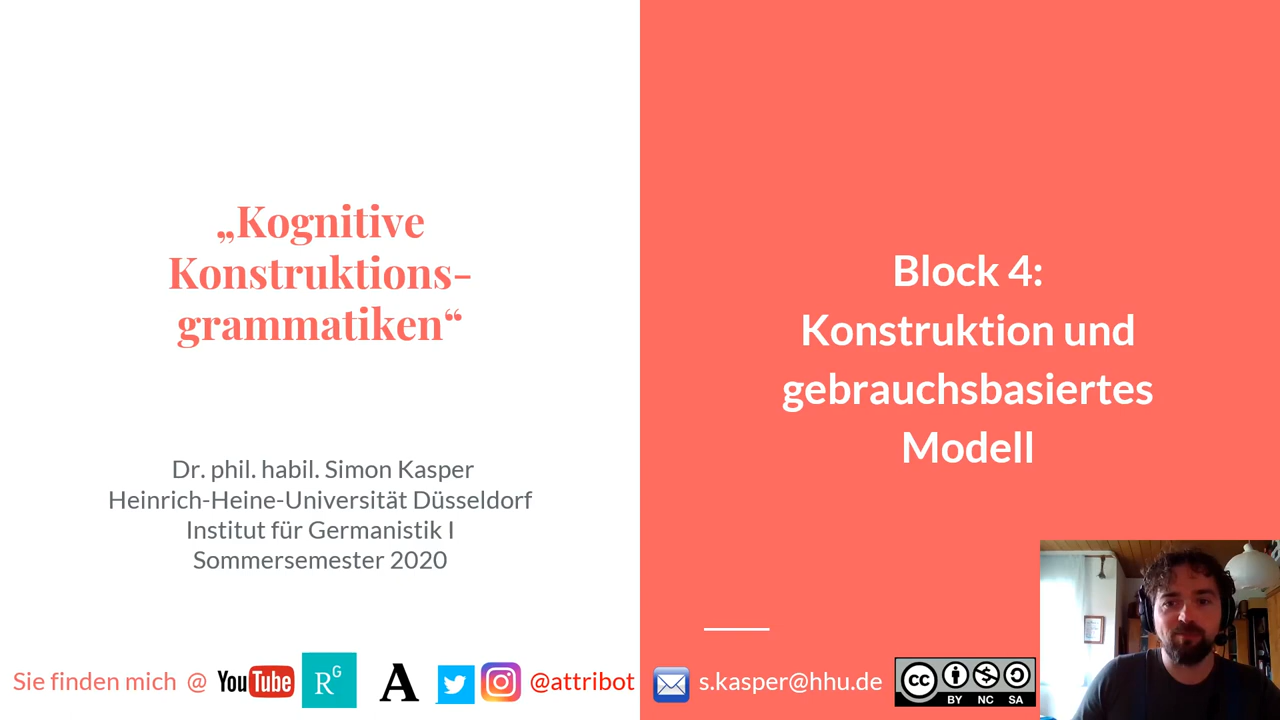 „Kognitive
Konstruktions-
grammatiken“
Dr. phil. habil. Simon Kasper
Heinrich-Heine-Universität Düsseldorf
Institut für Germanistik I
Sommersemester 2020
Block 4:
Konstruktion und
gebrauchsbasiertes
Modell
Sie finden mich @ YouTube RG A @attribot s.kasper@hhu.de cc BY NC SA